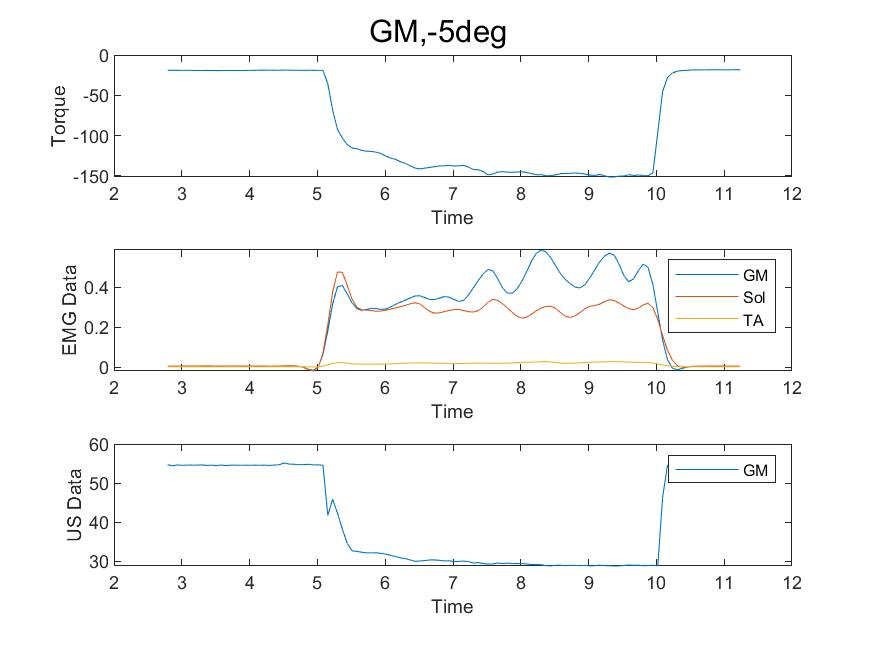 GM,-5deg
0
-50
-100
-150
Torque
2 3 4 5 6 7 8 9 10 11 12
Time
0.4
0.2
0
EMG Data
GM
Sol
TA
2 3 4 5 6 7 8 9 10 11 12
Time
60
50
40
30
US Data
GM
2 3 4 5 6 7 8 9 10 11 12
Time